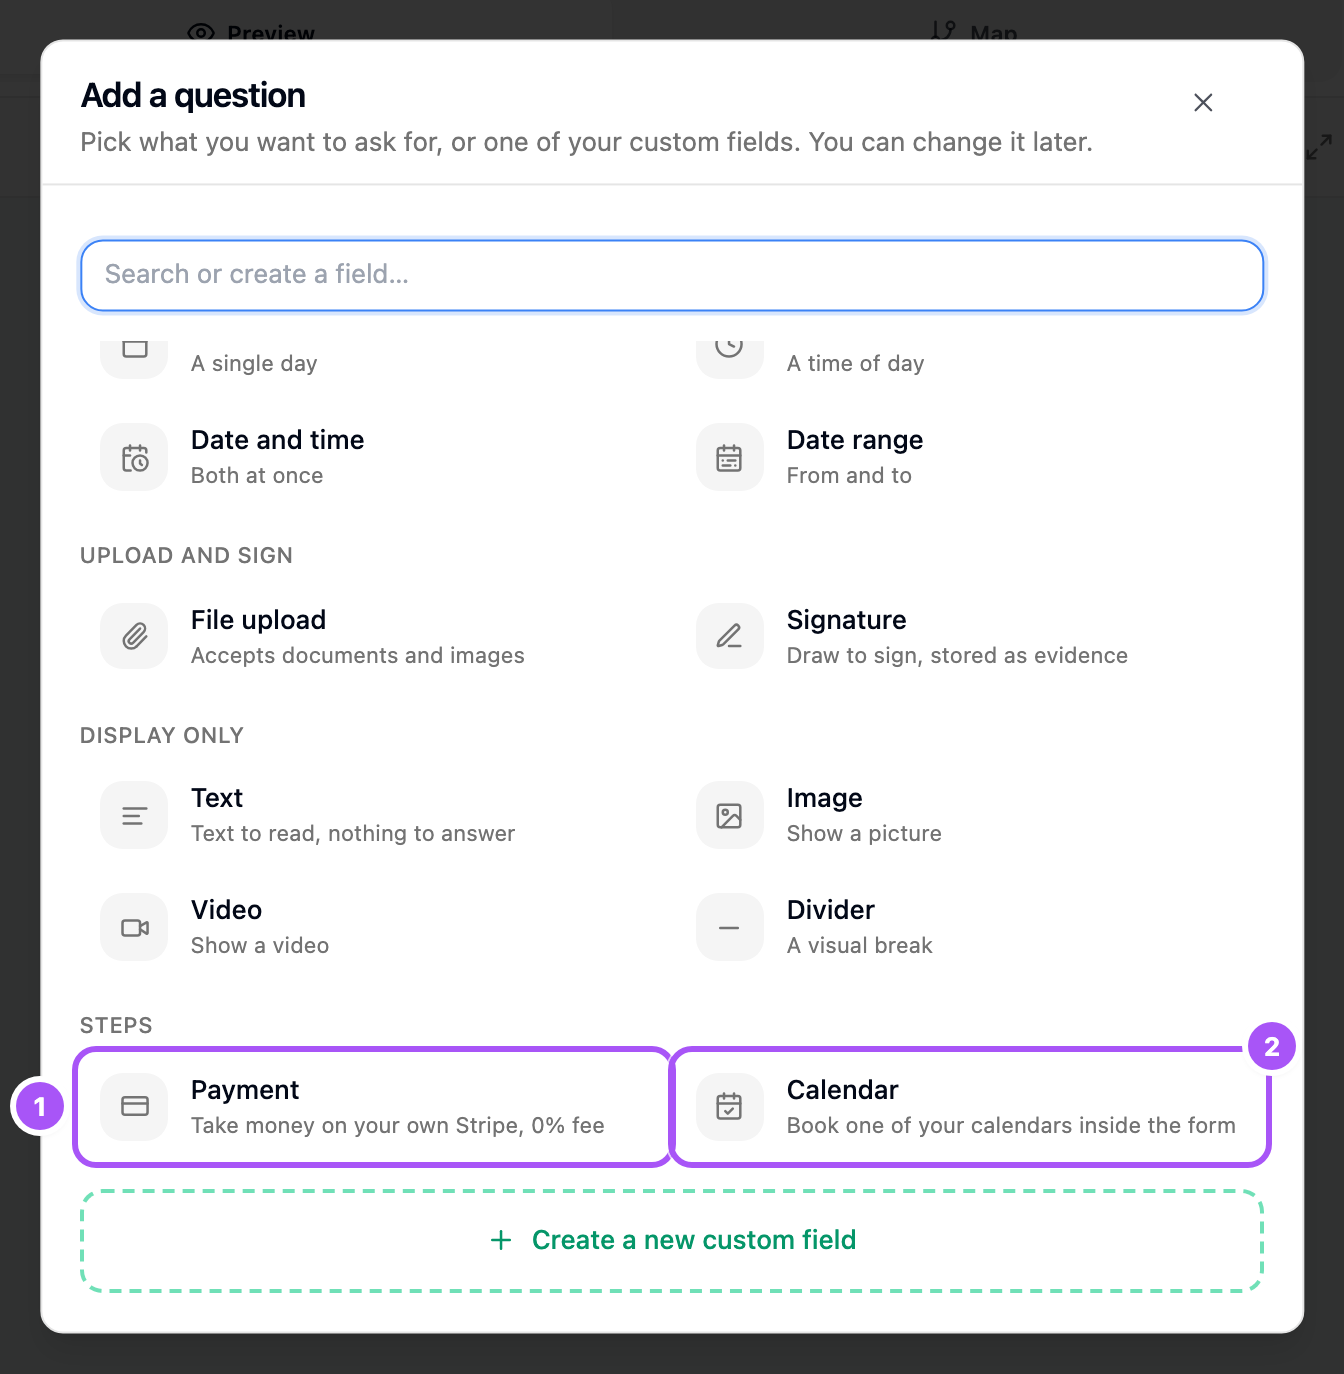 Preview
Map
Add a question
Pick what you want to ask for, or one of your custom fields. You can change it later.
Search or create a field...
A single day
A time of day
Date and time
Both at once
Date range
From and to
UPLOAD AND SIGN
File upload
Accepts documents and images
Signature
Draw to sign, stored as evidence
DISPLAY ONLY
Text
Text to read, nothing to answer
Image
Show a picture
Video
Show a video
Divider
A visual break
STEPS
1
Payment
Take money on your own Stripe, 0% fee
2
Calendar
Book one of your calendars inside the form
+ Create a new custom field